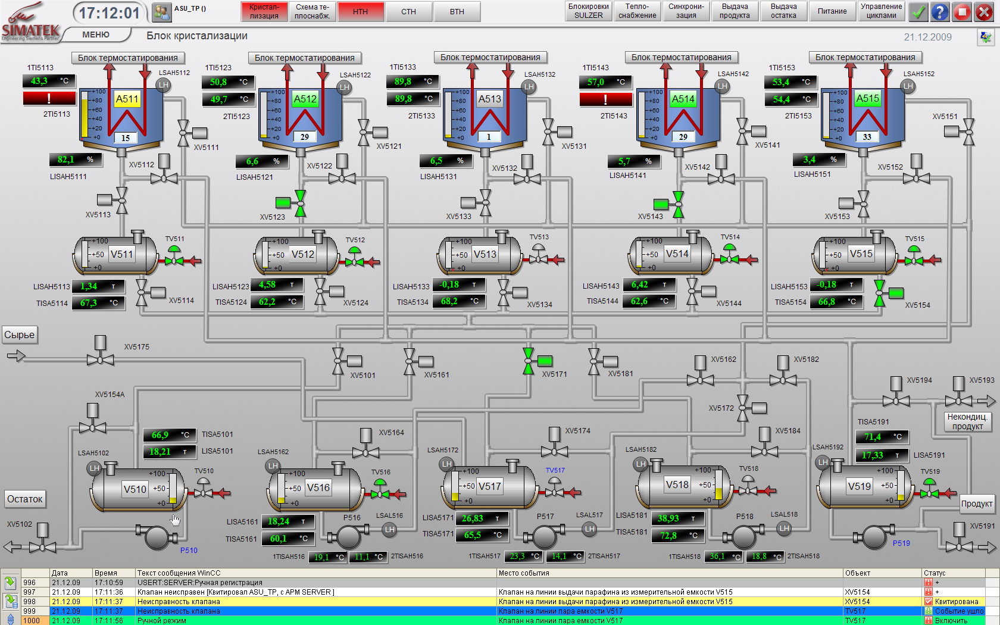 SIMATEK
Engineering Siemens Partner
17:12:01
ASU_TP ()
Кристал-
лизация
Схема те-
плоснабж.
НТН
СТН
ВТН
Блокировки
SULZER
Тепло-
снабжение
Синхрони-
зация
Выдача
продукта
Выдача
остатка
Питание
Управление
циклами
МЕНЮ
Блок кристализации
21.12.2009
Блок термостатирования
Блок термостатирования
Блок термостатирования
Блок термостатирования
Блок термостатирования
1TI5113
43,3 °C
!
2TI5113
LSAH5112
LH
+100
+80
+60
+40
+20
+0
A511
15
XV5111
82,1 %
LISAH5111
XV5112
XV5113
1TI5123
50,8 °C
49,7 °C
2TI5123
LSAH5122
LH
+100
+80
+60
+40
+20
+0
A512
29
XV5121
6,6 %
LISAH5121
XV5122
XV5123
1TI5133
89,8 °C
89,8 °C
2TI5133
LSAH5132
LH
+100
+80
+60
+40
+20
+0
A513
1
XV5131
6,5 %
LISAH5131
XV5132
XV5133
1TI5143
57,0 °C
!
2TI5143
LSAH5142
LH
+100
+80
+60
+40
+20
+0
A514
29
XV5141
5,7 %
LISAH5141
XV5142
XV5143
1TI5153
53,4 °C
54,4 °C
2TI5153
LSAH5152
LH
+100
+80
+60
+40
+20
+0
A515
33
XV5151
3,4 %
LISAH5151
XV5152
XV5153
+100
+50
+0
V511
TV511
LISAH5113 1,34 т
TISA5114 67,3 °C
XV5114
+100
+50
+0
V512
TV512
LISAH5123 4,58 т
TISA5124 62,2 °C
XV5124
+100
+50
+0
V513
TV513
LISAH5133 -0,18 т
TISA5134 68,2 °C
XV5134
+100
+50
+0
V514
TV514
LISAH5143 6,42 т
TISA5144 62,6 °C
XV5144
+100
+50
+0
V515
TV515
LISAH5153 -0,18 т
TISA5154 66,8 °C
XV5154
Сырье
XV5175
XV5101
XV5161
XV5171
XV5181
XV5162
XV5182
XV5194
XV5193
XV5154A
XV5172
Некондиц.
продукт
66,9 °C TISA5101
18,21 т LISA5101
XV5164
XV5174
XV5184
TISA5191
71,4 °C
17,33 т LISA5191
LSAH5102
LH
+100
+50
+0
V510
TV510
LSAH5162
LH
+100
+50
+0
V516
TV516
LSAH5172
LH
+100
+50
+0
V517
TV517
LSAH5182
LH
+100
+50
+0
V518
TV518
LSAH5192
LH
+100
+50
+0
V519
TV519
Остаток
Продукт
XV5102
P510
LISA5161 18,24 т
TISA5161 60,1 °C
P516
LSAL516
LH
LISA5171 26,83 т
TISA5171 65,5 °C
P517
LSAL517
LH
LISA5181 38,93 т
TISA5181 72,8 °C
P518
LSAL518
LH
P519
XV5191
1TISAH516 19,1 °C 11,1 °C 2TISAH516
1TISAH517 23,3 °C 14,1 °C 2TISAH517
1TISAH518 36,1 °C 18,8 °C 2TISAH518
Дата Время Текст сообщения WinCC Место события Объект Статус
996 21.12.09 17:10:59 USERT:SERVER:Ручная регистрация +
997 21.12.09 17:11:36 Клапан неисправен [Квитировал ASU_TP, с АРМ SERVER ] Клапан на линии выдачи парафина из измерительной емкости V515 XV5154 +
998 21.12.09 17:11:37 Неисправность клапана Клапан на линии выдачи парафина из измерительной емкости V515 XV5154 Квитирована
999 21.12.09 17:11:37 Неисправность клапана Клапан на линии пара емкости V517 TV517 Событие ушло
1000 21.12.09 17:11:56 Ручной режим Клапан на линии пара емкости V517 TV517 Включить